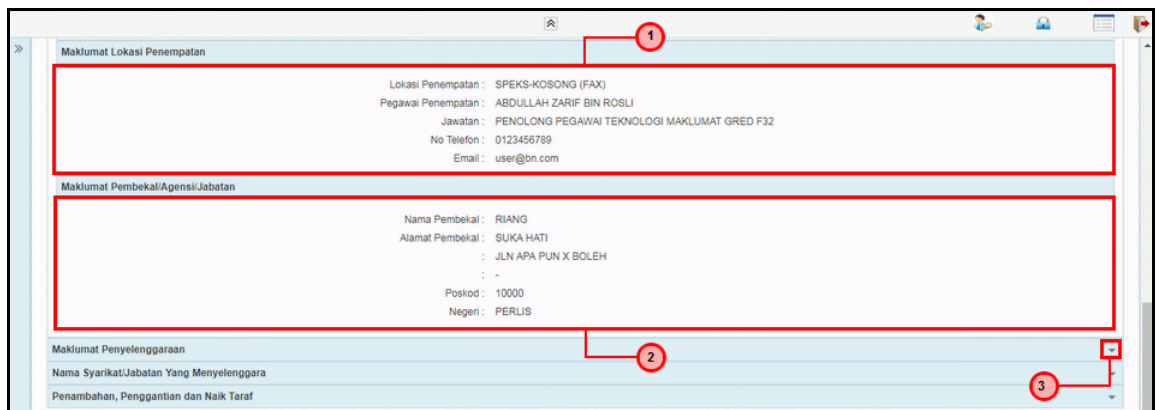 1
Maklumat Lokasi Penempatan
Lokasi Penempatan : SPEKS-KOSONG (FAX)
Pegawai Penempatan : ABDULLAH ZARIF BIN ROSLI
Jawatan : PENOLONG PEGAWAI TEKNOLOGI MAKLUMAT GRED F32
No Telefon : 0123456789
Email : user@bn.com
Maklumat Pembekal/Agensi/Jabatan
Nama Pembekal : RIANG
Alamat Pembekal : SUKA HATI
: JLN APA PUN X BOLEH
: -
Poskod : 10000
Negeri : PERLIS
Maklumat Penyelenggaraan
2
Nama Syarikat/Jabatan Yang Menyelenggara
3
Penambahan, Penggantian dan Naik Taraf